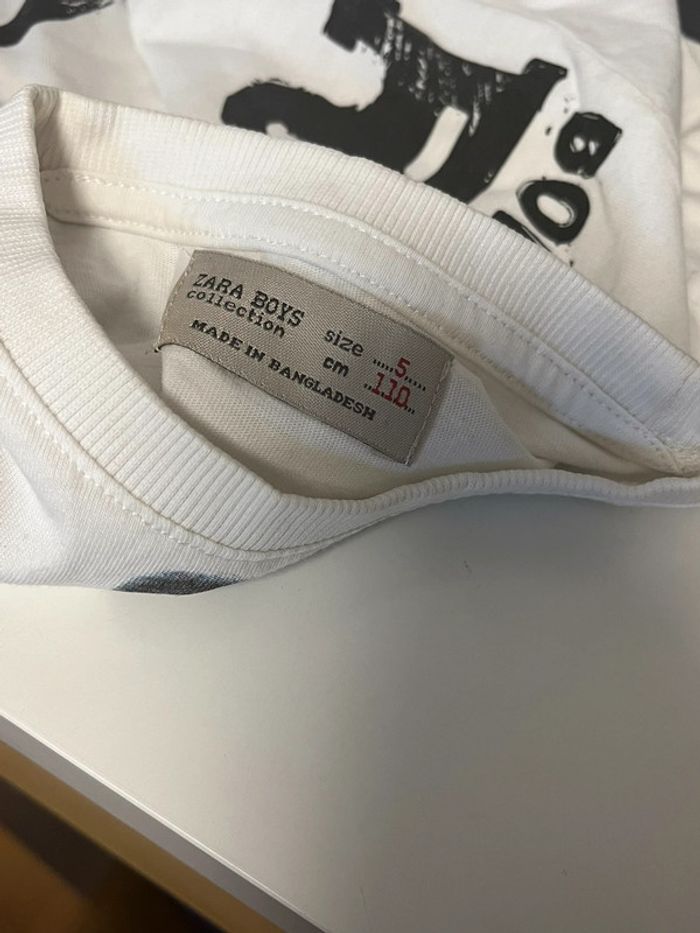 ZARA BOYS
collection
MADE IN BANGLADESH
size .....5.....
cm ..110...